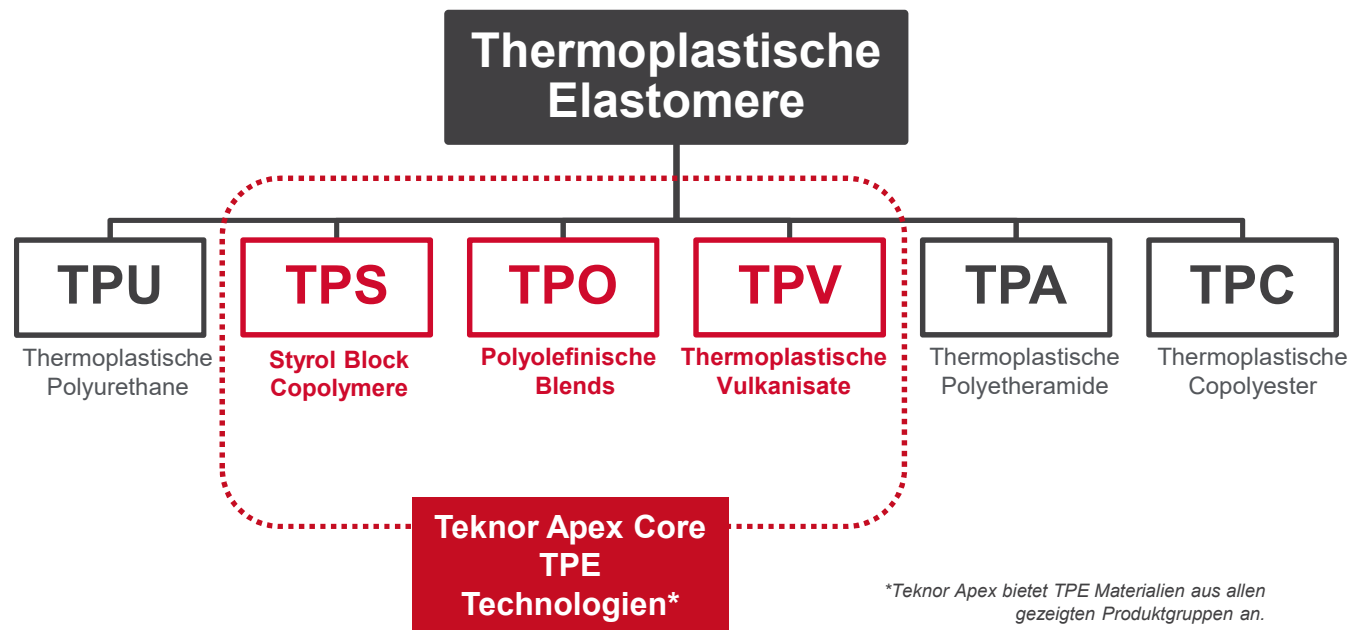 Thermoplastische
Elastomere
TPU
TPS
TPO
TPV
TPA
TPC
Thermoplastische
Polyurethane
Styrol Block
Copolymere
Polyolefinische
Blends
Thermoplastische
Vulkanisate
Thermoplastische
Polyetheramide
Thermoplastische
Copolyester
Teknor Apex Core
TPE
Technologien*
*Teknor Apex bietet TPE Materialien aus allen
gezeigten Produktgruppen an.